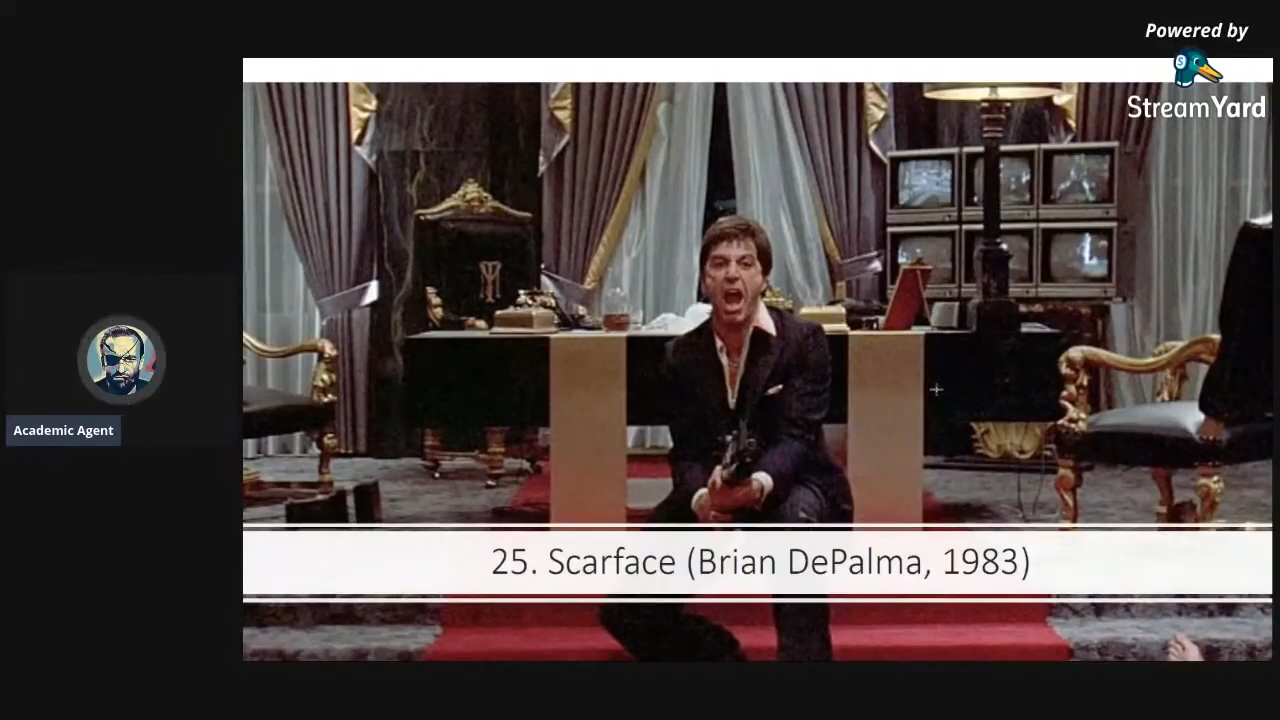 Powered by
StreamYard
Academic Agent
25. Scarface (Brian DePalma, 1983)